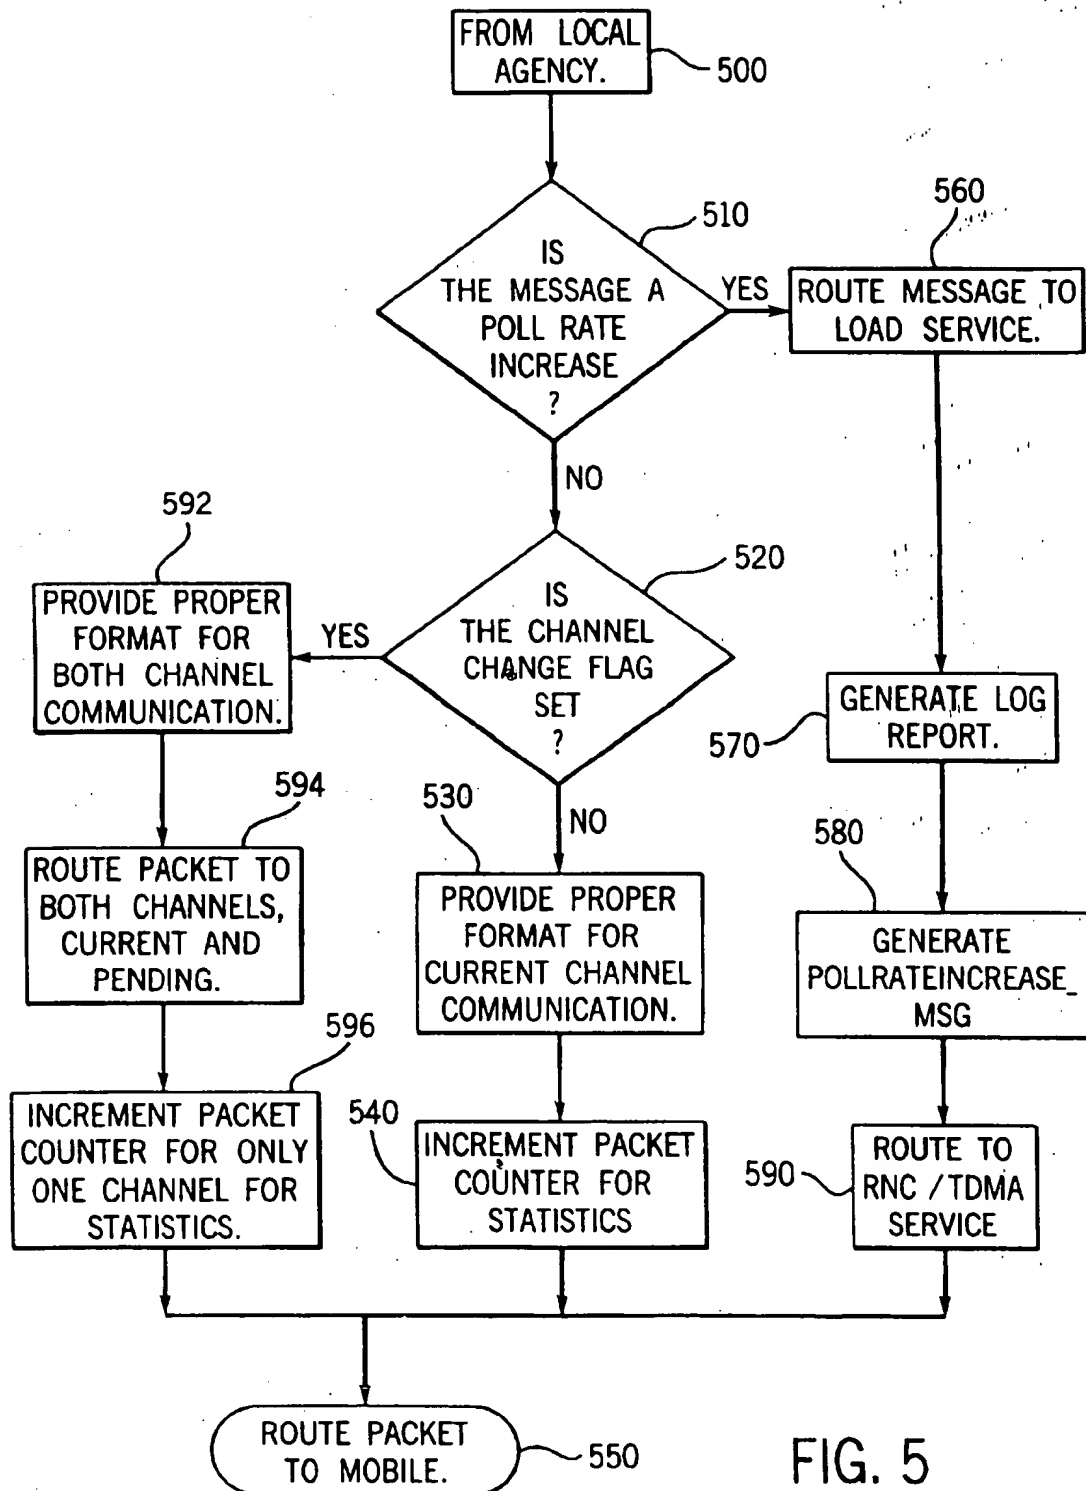 FROM LOCAL
AGENCY.
500
510
IS
THE MESSAGE A
POLL RATE
INCREASE
?
YES
560
ROUTE MESSAGE TO
LOAD SERVICE.
NO
592
PROVIDE PROPER
FORMAT FOR
BOTH CHANNEL
COMMUNICATION.
YES
520
IS
THE CHANNEL
CHANGE FLAG
SET
?
GENERATE LOG
REPORT.
570
594
ROUTE PACKET TO
BOTH CHANNELS,
CURRENT AND
PENDING.
NO
530
PROVIDE PROPER
FORMAT FOR
CURRENT CHANNEL
COMMUNICATION.
580
GENERATE
POLLRATEINCREASE_
MSG
596
INCREMENT PACKET
COUNTER FOR ONLY
ONE CHANNEL FOR
STATISTICS.
540
INCREMENT PACKET
COUNTER FOR
STATISTICS
590
ROUTE TO
RNC / TDMA
SERVICE
ROUTE PACKET
TO MOBILE.
550
FIG. 5